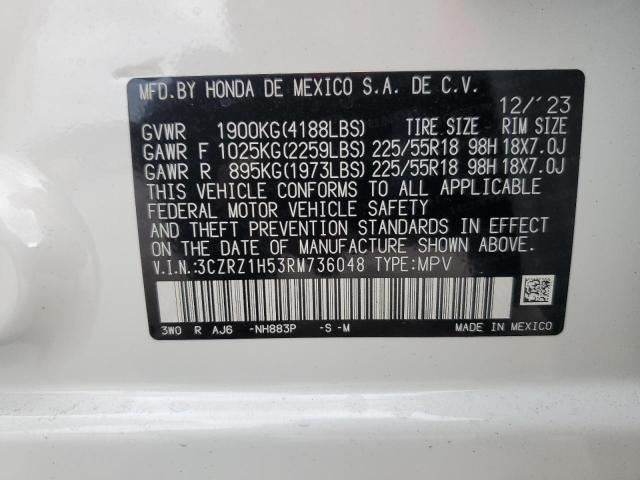 MFD.BY HONDA DE MEXICO S.A. DE C.V.
12/'23
GVWR 1900KG(4188LBS) TIRE SIZE RIM SIZE
GAWR F 1025KG(2259LBS) 225/55R18 98H 18X7.0J
GAWR R 895KG(1973LBS) 225/55R18 98H 18X7.0J
THIS VEHICLE CONFORMS TO ALL APPLICABLE
FEDERAL MOTOR VEHICLE SAFETY
AND THEFT PREVENTION STANDARDS IN EFFECT
ON THE DATE OF MANUFACTURE SHOWN ABOVE.
V.I.N.:3CZRZ1H53RM736048 TYPE:MPV
3W0 R AJ6 -NH883P -S -M MADE IN MEXICO